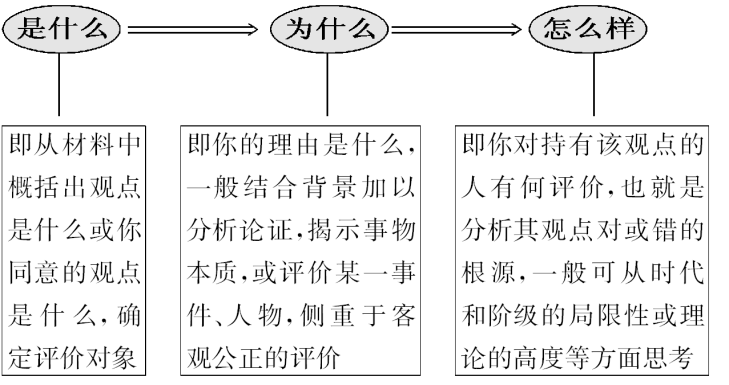 是什么
为什么
怎么样
即从材料中
概括出观点
是什么或你
同意的观点
是什么,确
定评价对象
即你的理由是什么,
一般结合背景加以
分析论证,揭示事物
本质,或评价某一事
件、人物,侧重于客
观公正的评价
即你对持有该观点的
人有何评价,也就是
分析其观点对或错的
根源,一般可从时代
和阶级的局限性或理
论的高度等方面思考